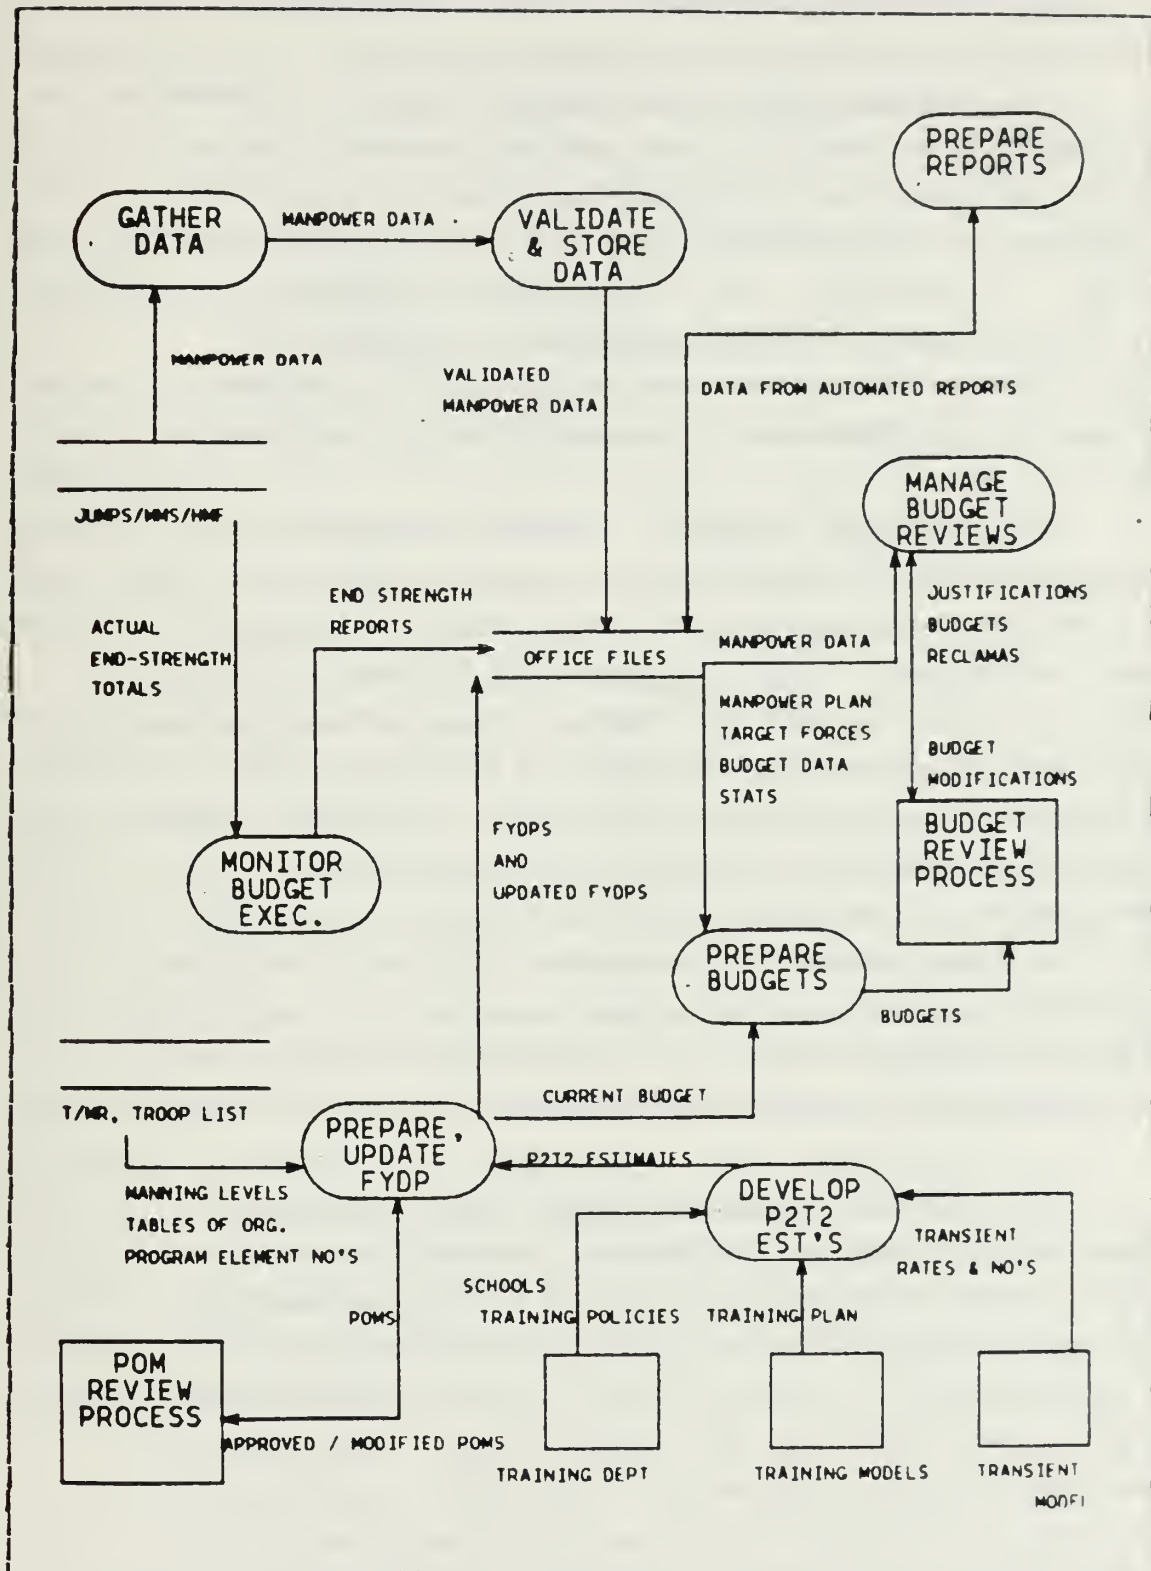 PREPARE
REPORTS
GATHER
DATA
MANPOWER DATA
VALIDATE
& STORE
DATA
MANPOWER DATA
VALIDATED
MANPOWER DATA
DATA FROM AUTOMATED REPORTS
MANAGE
BUDGET
REVIEWS
JUMPS/MMS/HMF
ACTUAL
END-STRENGTH
TOTALS
END STRENGTH
REPORTS
OFFICE FILES
MANPOWER DATA
JUSTIFICATIONS
BUDGETS
RECLAMAS
MANPOWER PLAN
TARGET FORCES
BUDGET DATA
STATS
BUDGET
MODIFICATIONS
MONITOR
BUDGET
EXEC.
FYDPS
AND
UPDATED FYDPS
BUDGET
REVIEW
PROCESS
PREPARE
BUDGETS
BUDGETS
T/MR, TROOP LIST
CURRENT BUDGET
PREPARE,
UPDATE
FYDP
P2T2 ESTIMATES
MANNING LEVELS
TABLES OF ORG.
PROGRAM ELEMENT NO'S
DEVELOP
P2T2
EST'S
TRANSIENT
RATES & NO'S
SCHOOLS
TRAINING POLICIES
TRAINING PLAN
POMS
POM
REVIEW
PROCESS
APPROVED / MODIFIED POMS
TRAINING DEPT
TRAINING MODELS
TRANSIENT
MODEL